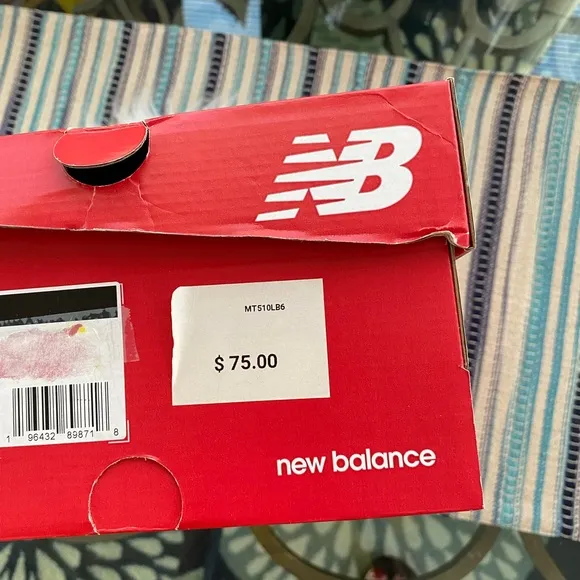 NB
MT510LB6
$ 75.00
1 96432 89871 8
new balance